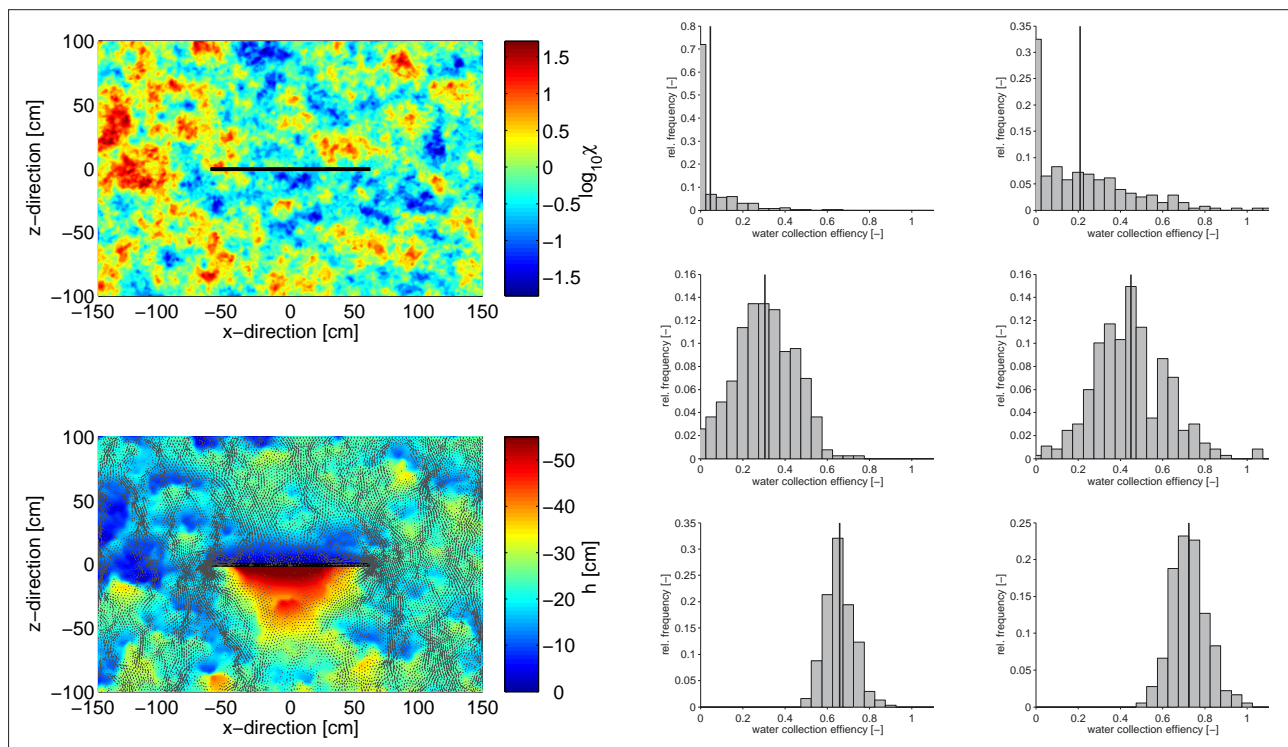 100
50
0
−50
−100
z−direction [cm]
−150 −100 −50 0 50 100 150
x−direction [cm]
1.5
1
0.5
0
−0.5
−1
−1.5
log10χ
0.8
0.7
0.6
0.5
0.4
0.3
0.2
0.1
0
rel. frequency [−]
0 0.2 0.4 0.6 0.8 1
water collection effiency [−]
0.35
0.3
0.25
0.2
0.15
0.1
0.05
0
rel. frequency [−]
0 0.2 0.4 0.6 0.8 1
water collection effiency [−]
0.16
0.14
0.12
0.1
0.08
0.06
0.04
0.02
0
rel. frequency [−]
0 0.2 0.4 0.6 0.8 1
water collection effiency [−]
0.16
0.14
0.12
0.1
0.08
0.06
0.04
0.02
0
rel. frequency [−]
0 0.2 0.4 0.6 0.8 1
water collection effiency [−]
100
50
0
−50
−100
z−direction [cm]
−150 −100 −50 0 50 100 150
x−direction [cm]
−50
−40
−30
−20
−10
0
h [cm]
0.35
0.3
0.25
0.2
0.15
0.1
0.05
0
rel. frequency [−]
0 0.2 0.4 0.6 0.8 1
water collection effiency [−]
0.25
0.2
0.15
0.1
0.05
0
rel. frequency [−]
0 0.2 0.4 0.6 0.8 1
water collection effiency [−]